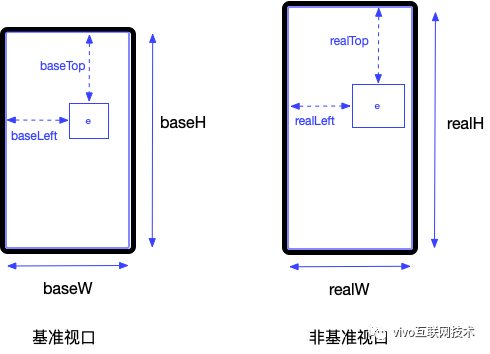 baseTop
e
baseLeft
baseH
baseW
基准视口
realTop
e
realLeft
realH
realW
非基准视口
vivo互联网技术